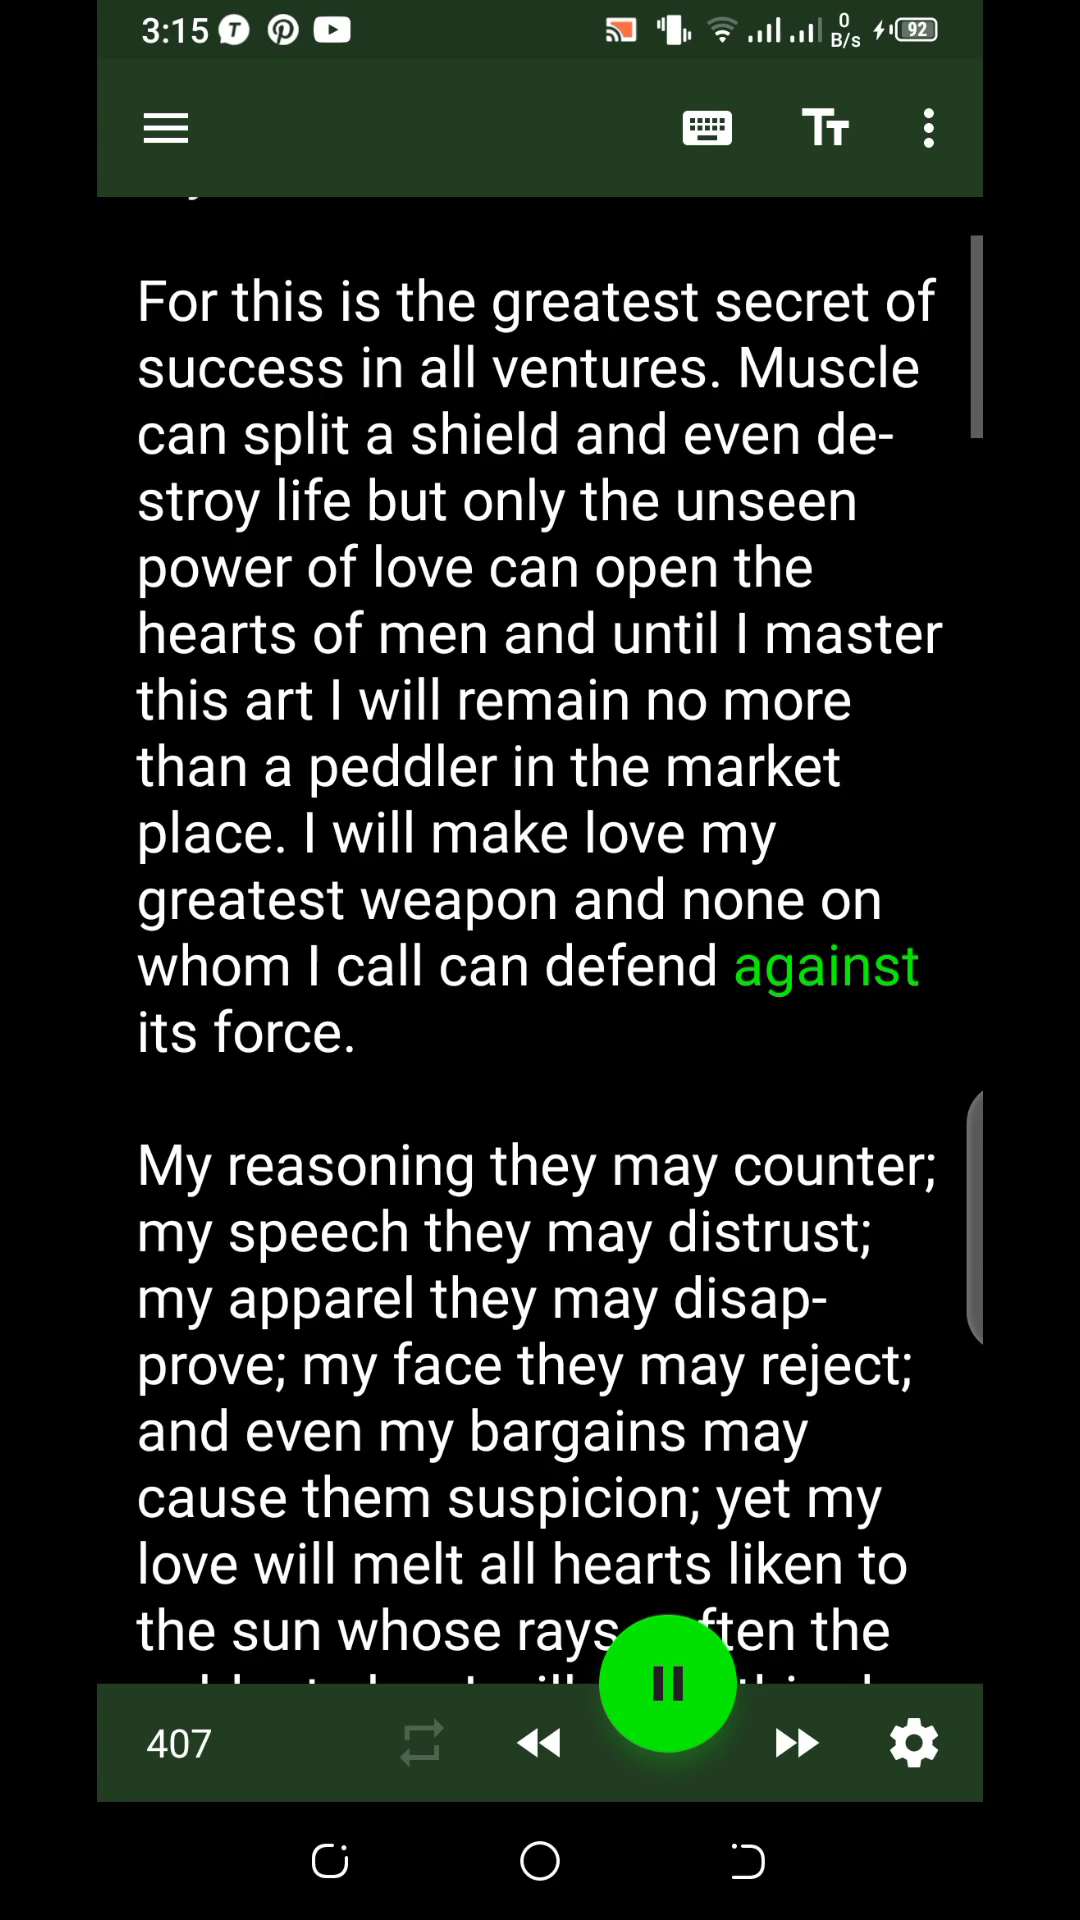 3:15
0
B/s
92
For this is the greatest secret of
success in all ventures. Muscle
can split a shield and even de-
stroy life but only the unseen
power of love can open the
hearts of men and until I master
this art I will remain no more
than a peddler in the market
place. I will make love my
greatest weapon and none on
whom I call can defend against
its force.
My reasoning they may counter;
my speech they may distrust;
my apparel they may disap-
prove; my face they may reject;
and even my bargains may
cause them suspicion; yet my
love will melt all hearts liken to
the sun whose rays the
407